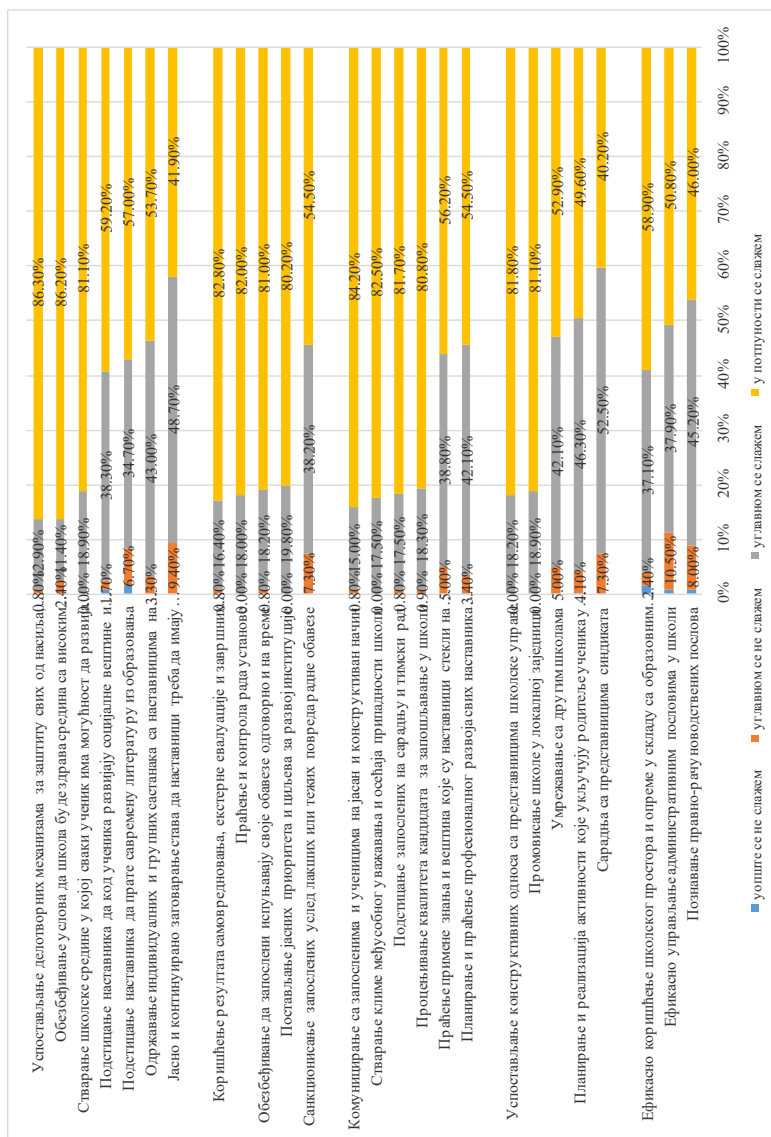 Успостављање делотворних механизама за заштиту свих од насиља,
0.80% 12.90% 86.30%
Обезбеђивање услова да школа буде здрава средина са високим
2.40% 11.40% 86.20%
Стварање школске средине у којој сваки ученик има могућност да развија
0.00% 18.90% 81.10%
Подстицање наставника да код ученика развијају социјалне вештине и
1.70% 38.30% 59.20%
Подстицање наставника да прате савремену литературу из образовања
6.70% 34.70% 57.00%
Одржавање индивидуалних и групних састанака са наставницима на
3.30% 43.00% 53.70%
Јасно и континуирано заговарање става да наставници треба да имају …
9.40% 48.70% 41.90%
Коришћење резултата самовредновања, екстерне евалуације и завршних
0.80% 16.40% 82.80%
Праћење и контрола рада установе
0.00% 18.00% 82.00%
Обезбеђивање да запослени испуњавају своје обавезе одговорно и на време
0.80% 18.20% 81.00%
Постављање јасних приоритета и циљева за развој институције
0.00% 19.80% 80.20%
Санкционисање запослених услед лакших или тежих повреда радне обавезе
7.30% 38.20% 54.50%
Комуницирање са запосленима и ученицима на јасан и конструктиван начин
0.80% 15.00% 84.20%
Стварање климе међусобног уважавања и осећаја припадности школи
0.00% 17.50% 82.50%
Подстицање запослених на сарадњу и тимски рад
0.80% 17.50% 81.70%
Процењивање квалитета кандидата за запошљавање у школи
0.90% 18.30% 80.80%
Праћење примене знања и вештина које су наставници стекли на
5.00% 38.80% 56.20%
Планирање и праћење професионалног развоја свих наставника
3.40% 42.10% 54.50%
Успостављање конструктивних односа са представницима школске управе
0.00% 18.20% 81.80%
Промовисање школе у локалној заједници
0.00% 18.90% 81.10%
Умрежавање са другим школама
5.00% 42.10% 52.90%
Планирање и реализација активности које укључују родитеље ученика у
4.10% 46.30% 49.60%
Сарадња са представницима синдиката
7.30% 52.50% 40.20%
Ефикасно коришћење школског простора и опреме у складу са образовним
2.40% 37.10% 58.90%
Ефикасно управљање административним пословима у школи
10.50% 37.90% 50.80%
Познавање правно-рачуноводствених послова
8.00% 45.20% 46.00%
0% 10% 20% 30% 40% 50% 60% 70% 80% 90% 100%
уопште се не слажем
углавном се не слажем
углавном се слажем
у потпуности се слажем